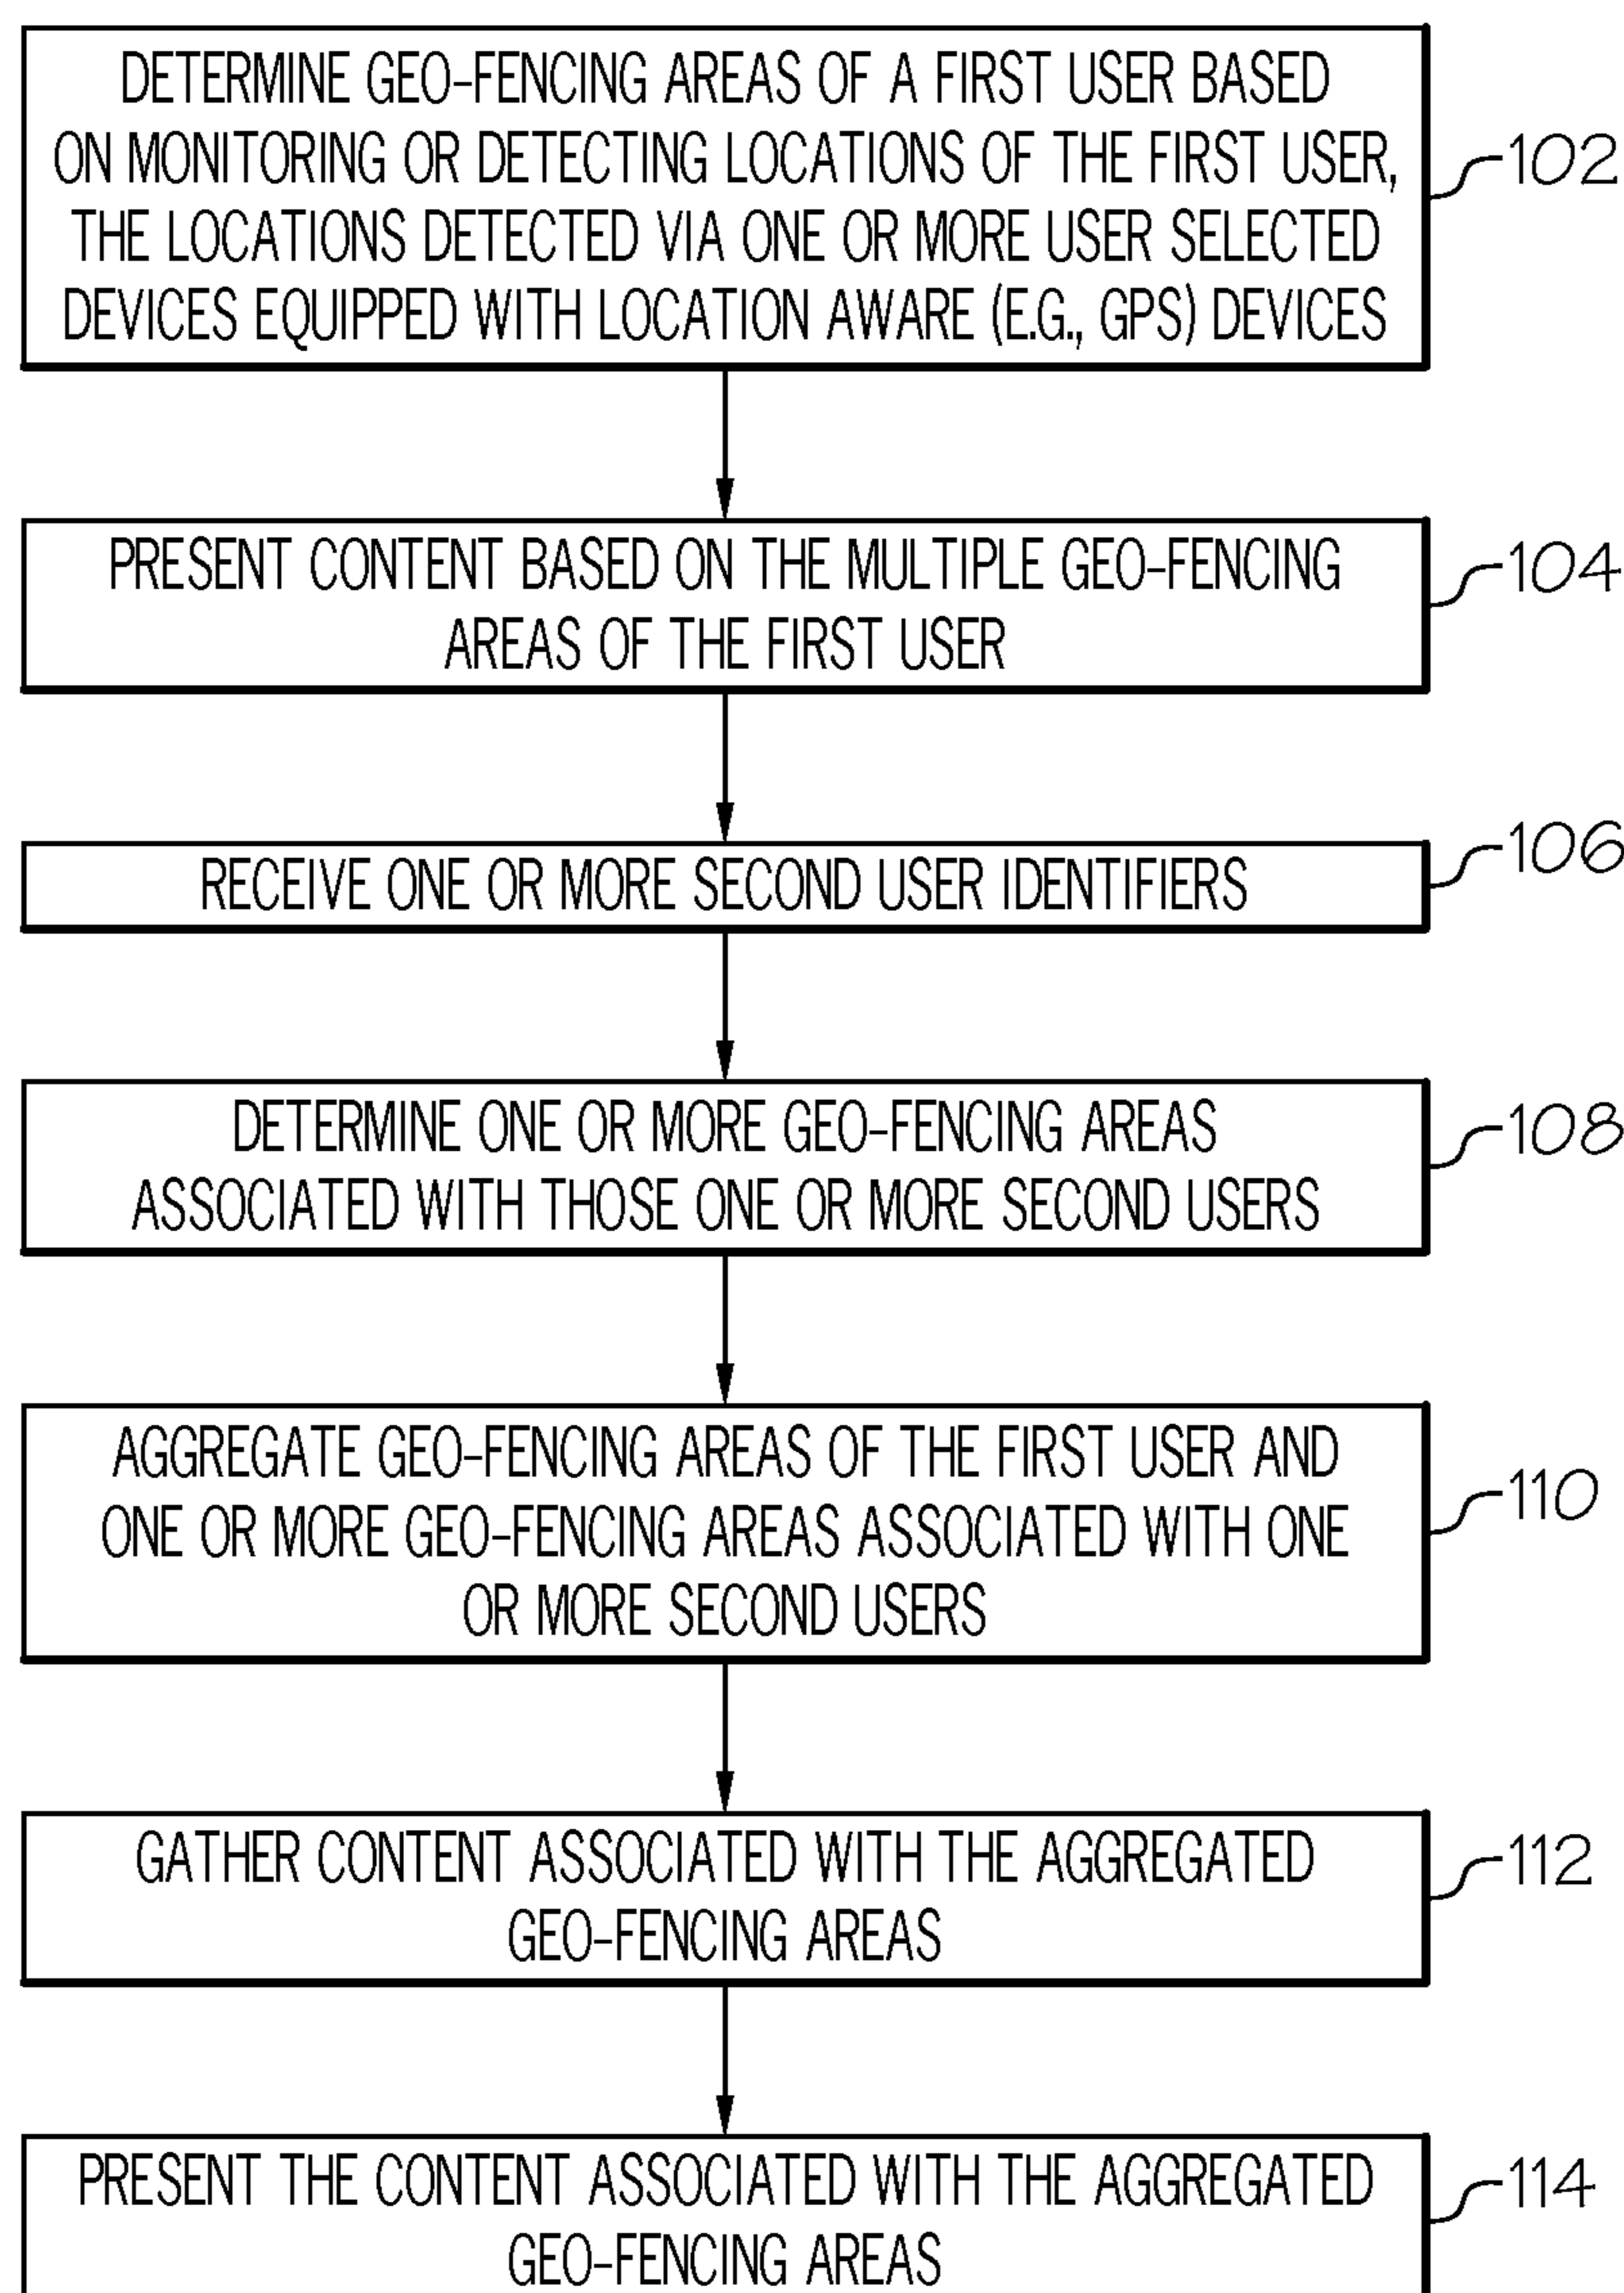 DETERMINE GEO-FENCING AREAS OF A FIRST USER BASED
ON MONITORING OR DETECTING LOCATIONS OF THE FIRST USER,
THE LOCATIONS DETECTED VIA ONE OR MORE USER SELECTED
DEVICES EQUIPPED WITH LOCATION AWARE (E.G., GPS) DEVICES
102
PRESENT CONTENT BASED ON THE MULTIPLE GEO-FENCING
AREAS OF THE FIRST USER
104
RECEIVE ONE OR MORE SECOND USER IDENTIFIERS
106
DETERMINE ONE OR MORE GEO-FENCING AREAS
ASSOCIATED WITH THOSE ONE OR MORE SECOND USERS
108
AGGREGATE GEO-FENCING AREAS OF THE FIRST USER AND
ONE OR MORE GEO-FENCING AREAS ASSOCIATED WITH ONE
OR MORE SECOND USERS
110
GATHER CONTENT ASSOCIATED WITH THE AGGREGATED
GEO-FENCING AREAS
112
PRESENT THE CONTENT ASSOCIATED WITH THE AGGREGATED
GEO-FENCING AREAS
114